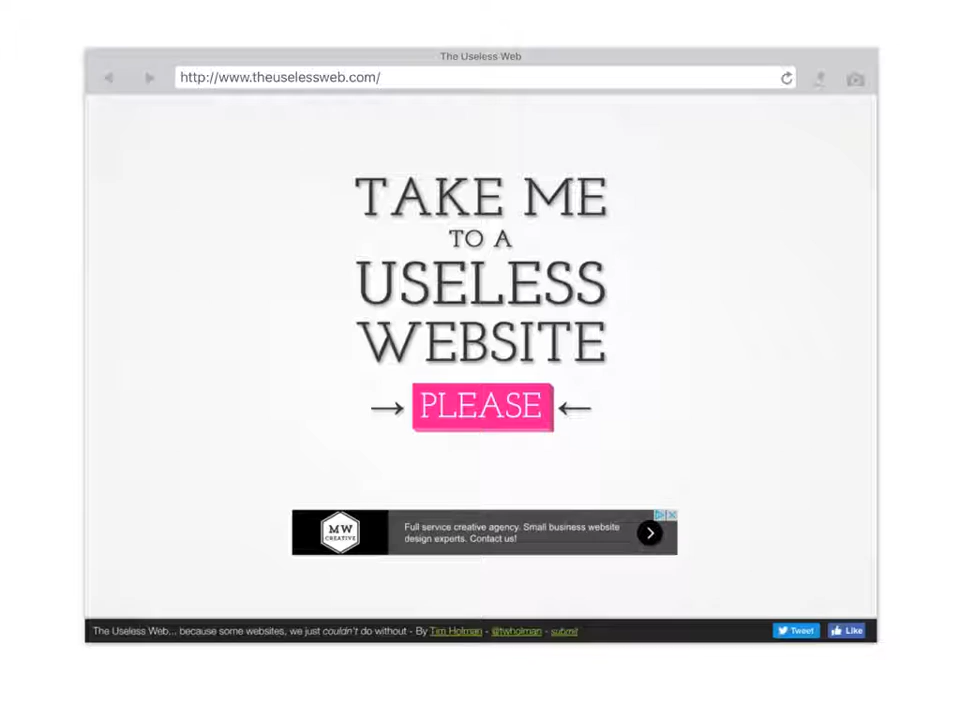 The Useless Web
http://www.theuselessweb.com/
TAKE ME
TO A
USELESS
WEBSITE
→ PLEASE ←
MW
CREATIVE
Full service creative agency. Small business website
design experts. Contact us!
The Useless Web... because some websites, we just couldn't do without - By Tim Holman - @twholman - submit
Tweet
Like